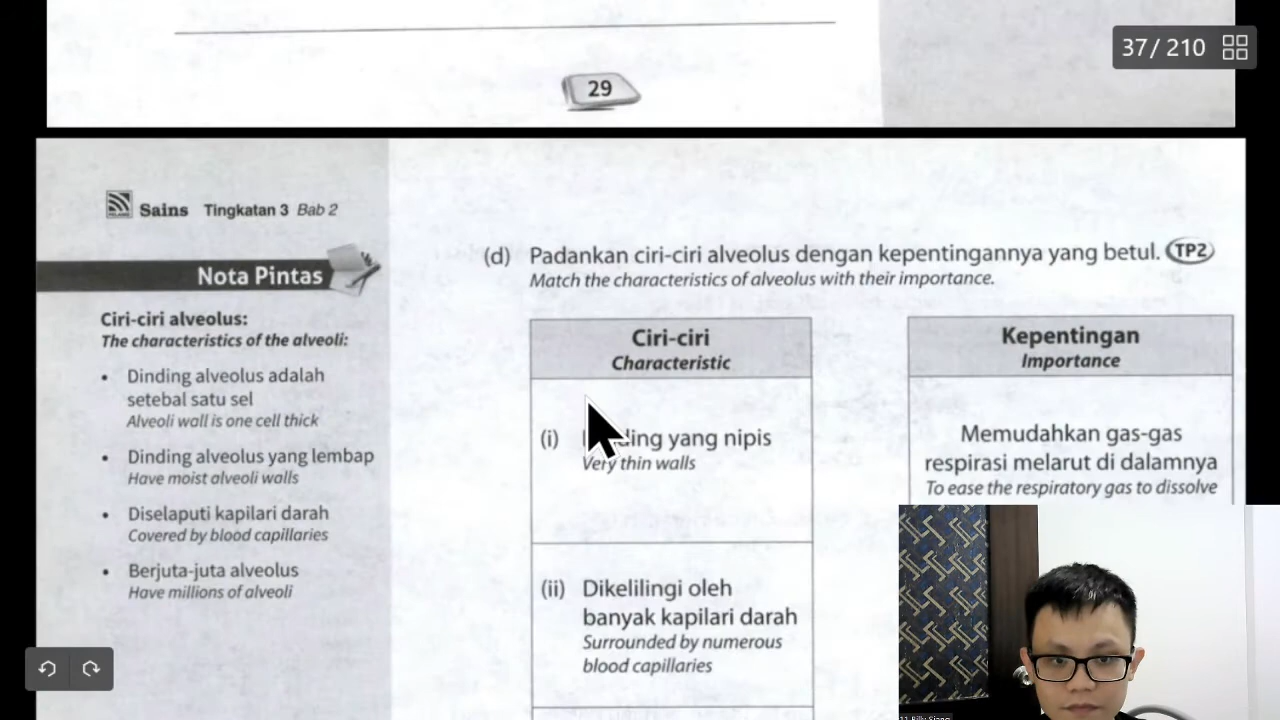 37/ 210
29
Sains Tingkatan 3 Bab 2
Nota Pintas
Ciri-ciri alveolus:
The characteristics of the alveoli:
• Dinding alveolus adalah
setebal satu sel
Alveoli wall is one cell thick
• Dinding alveolus yang lembap
Have moist alveoli walls
• Diselaputi kapilari darah
Covered by blood capillaries
• Berjuta-juta alveolus
Have millions of alveoli
(d) Padankan ciri-ciri alveolus dengan kepentingannya yang betul. TP2
Match the characteristics of alveolus with their importance.
Ciri-ciri
Characteristic
(i) yang nipis
Very thin walls
(ii) Dikelilingi oleh
banyak kapilari darah
Surrounded by numerous
blood capillaries
Kepentingan
Importance
Memudahkan gas-gas
respirasi melarut di dalamnya
To ease the respiratory gas to dissolve